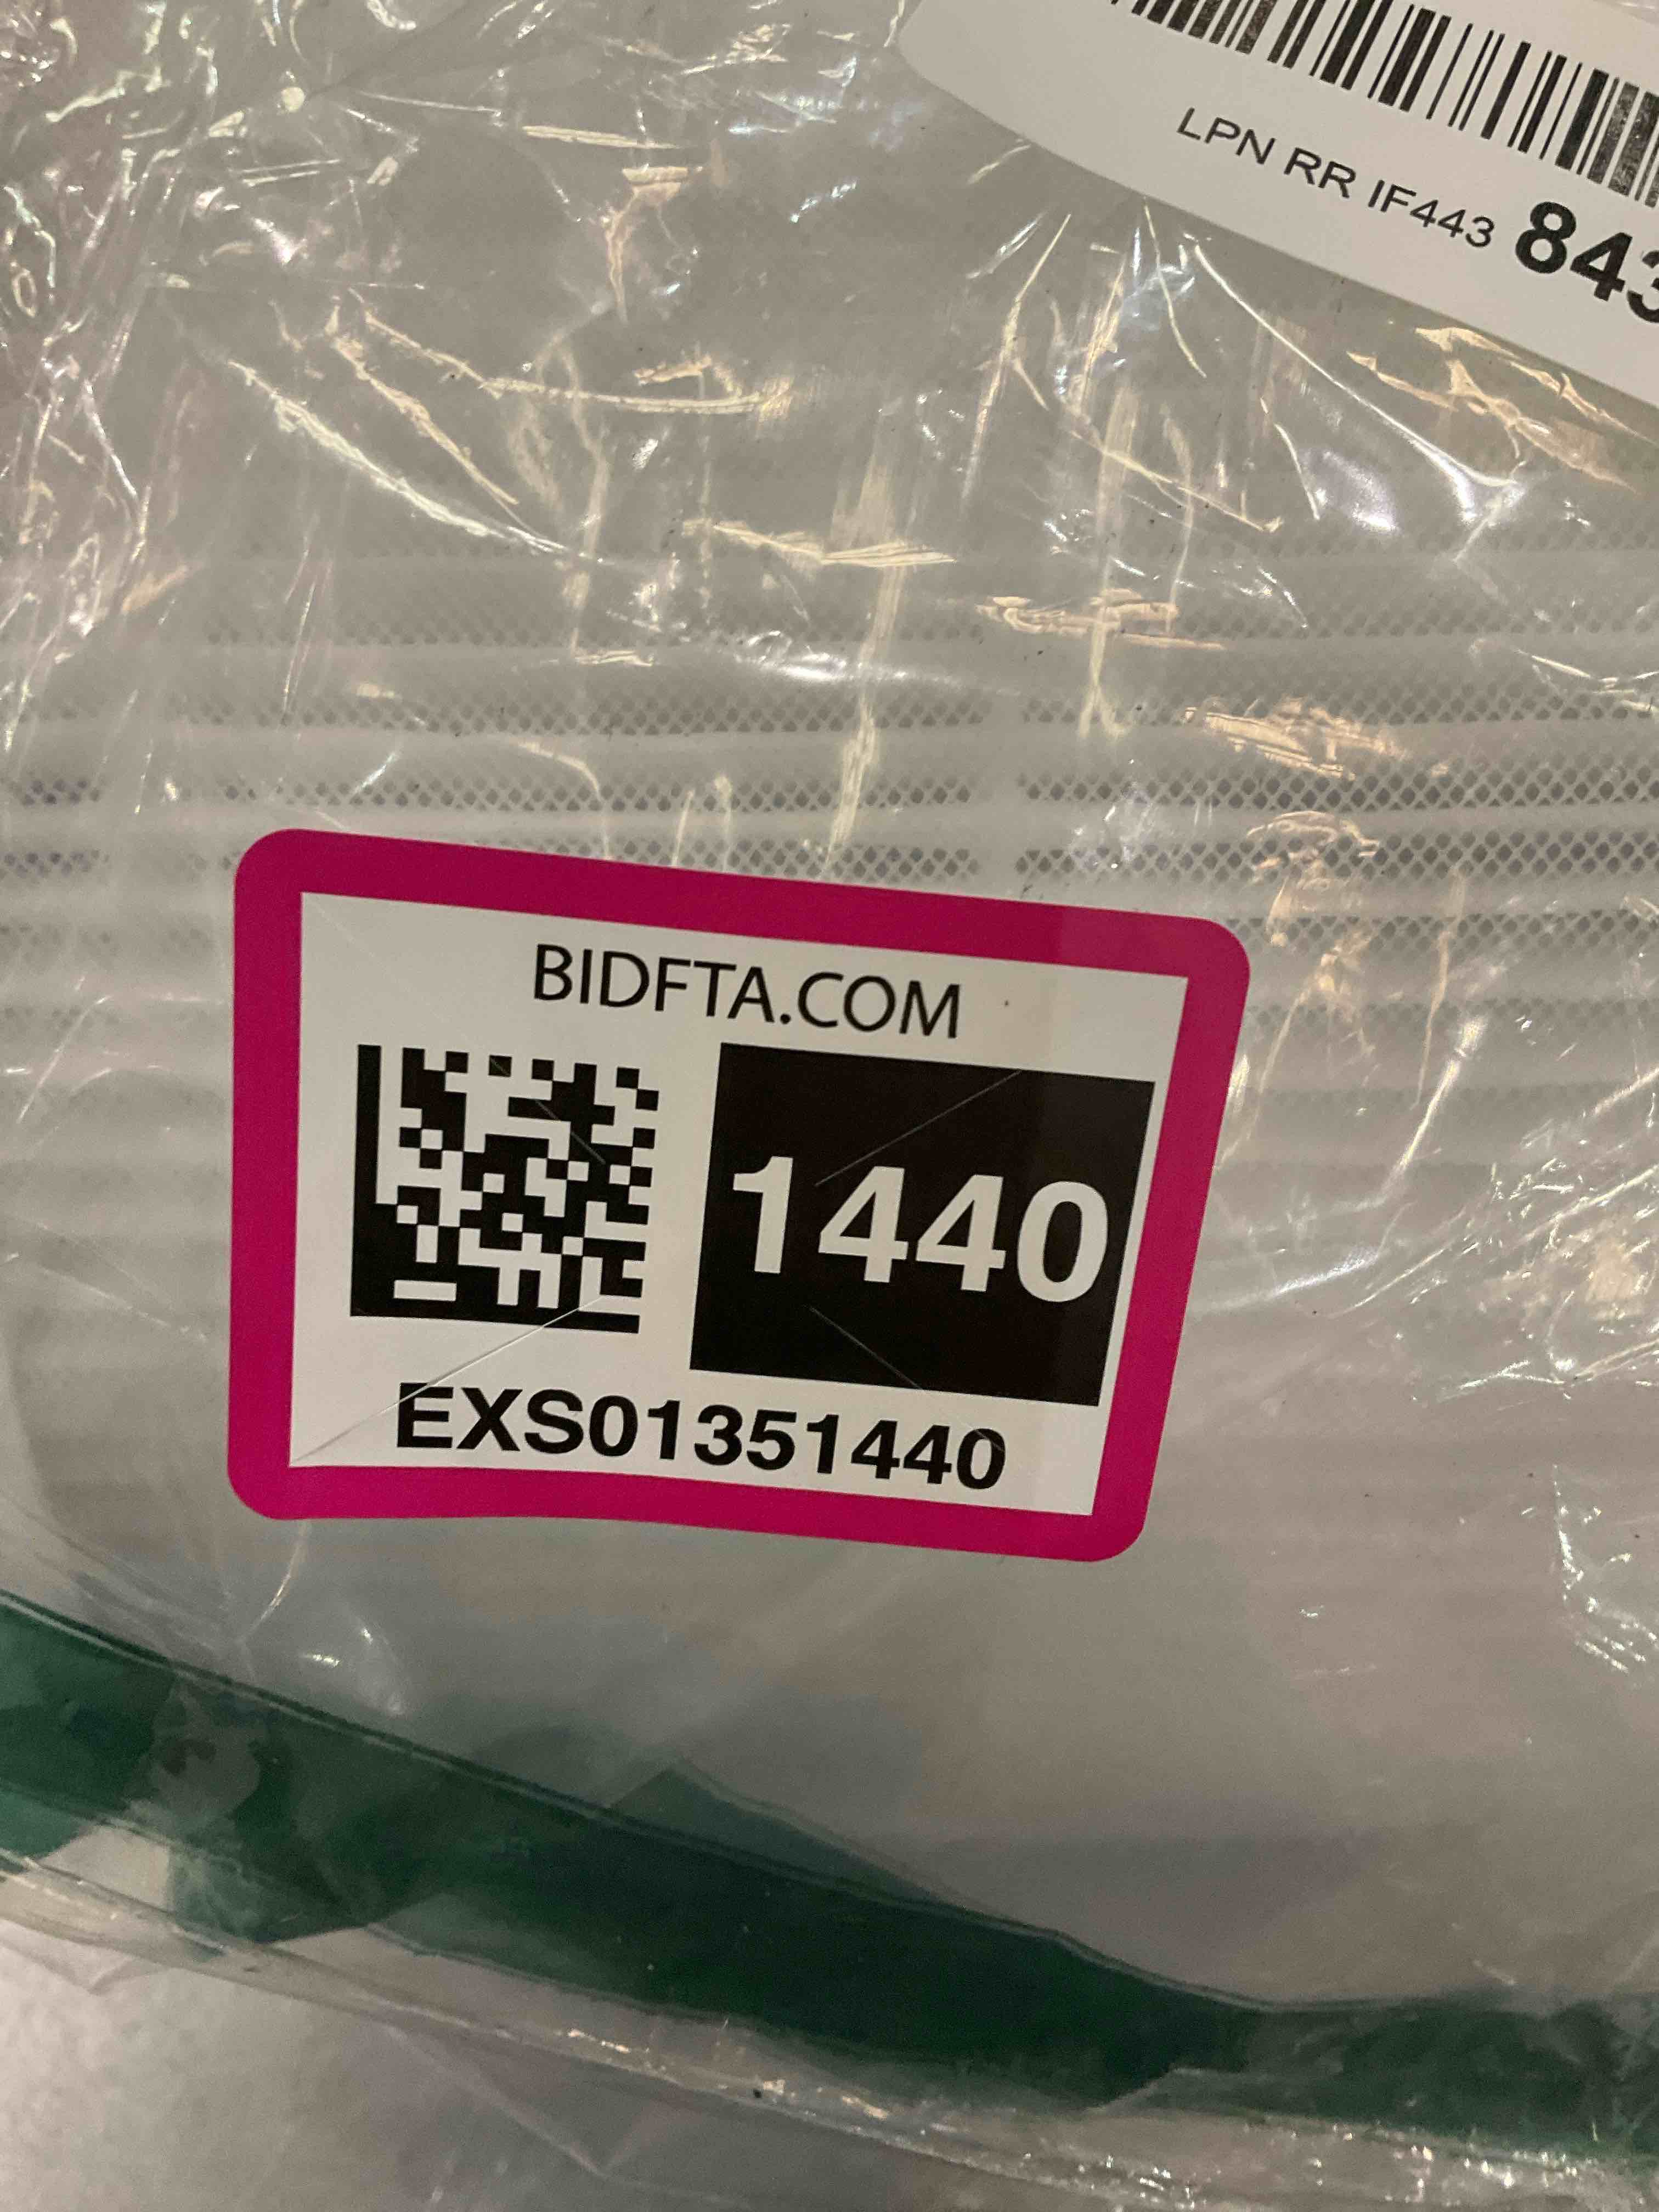 LPN RR IF443 843
BIDFTA.COM
1440
EXS01351440